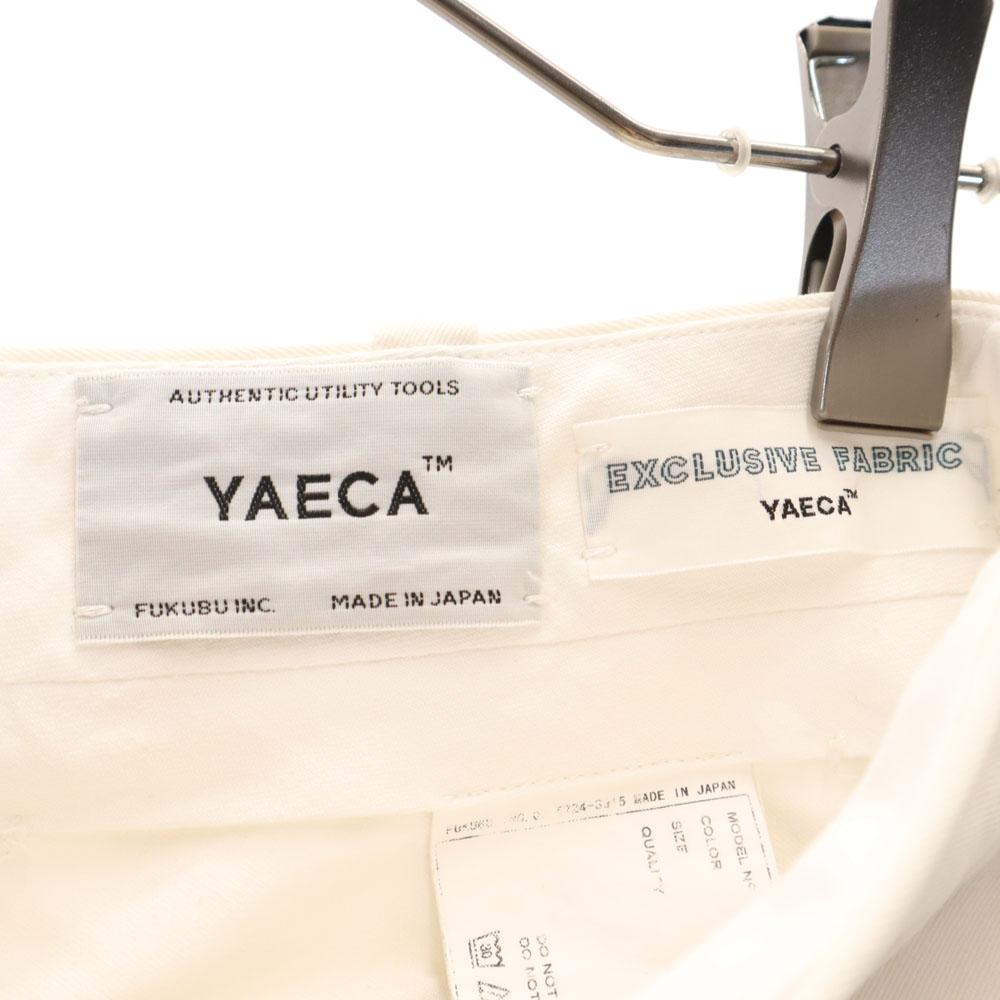 AUTHENTIC UTILITY TOOLS
YAECA™
FUKUBU INC. MADE IN JAPAN
EXCLUSIVE FABRIC
YAECA™
MADE IN JAPAN
MODEL
COLOR
SIZE
QUALITY
30
DO NOT
DO NOT